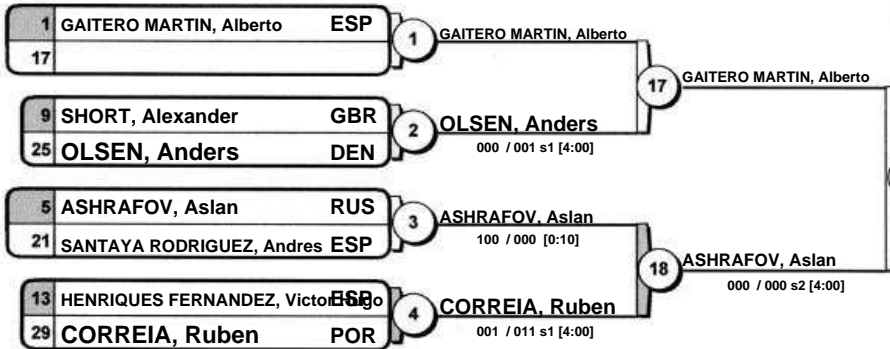 1 GAITERO MARTIN, Alberto ESP
17
1 GAITERO MARTIN, Alberto
17 GAITERO MARTIN, Alberto
9 SHORT, Alexander GBR
25 OLSEN, Anders DEN
2 OLSEN, Anders
000 / 001 s1 [4:00]
5 ASHRAFOV, Aslan RUS
21 SANTAYA RODRIGUEZ, Andres ESP
3 ASHRAFOV, Aslan
100 / 000 [0:10]
18 ASHRAFOV, Aslan
000 / 000 s2 [4:00]
13 HENRIQUES FERNANDEZ, Victor Hugo ESP
29 CORREIA, Ruben POR
4 CORREIA, Ruben
001 / 011 s1 [4:00]